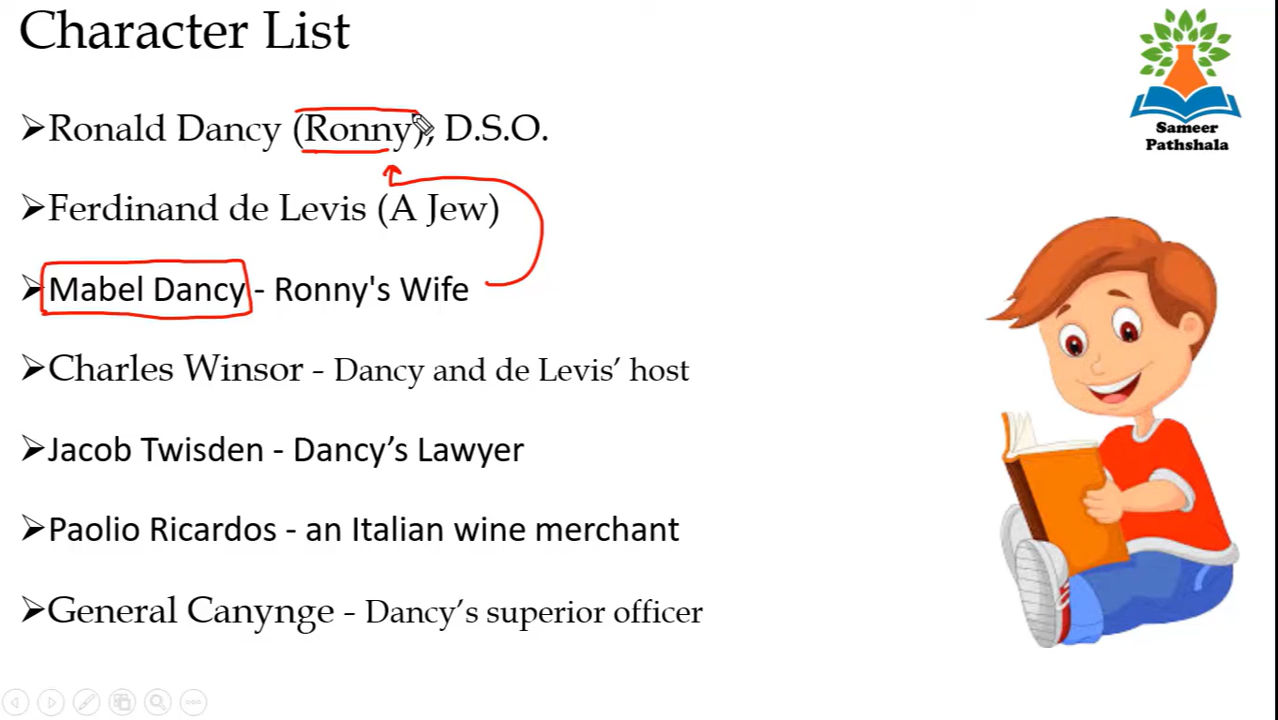 Character List
➢Ronald Dancy (Ronny), D.S.O.
➢Ferdinand de Levis (A Jew)
➢Mabel Dancy - Ronny's Wife
➢Charles Winsor - Dancy and de Levis’ host
➢Jacob Twisden - Dancy’s Lawyer
➢Paolio Ricardos - an Italian wine merchant
➢General Canynge - Dancy’s superior officer
Sameer
Pathshala